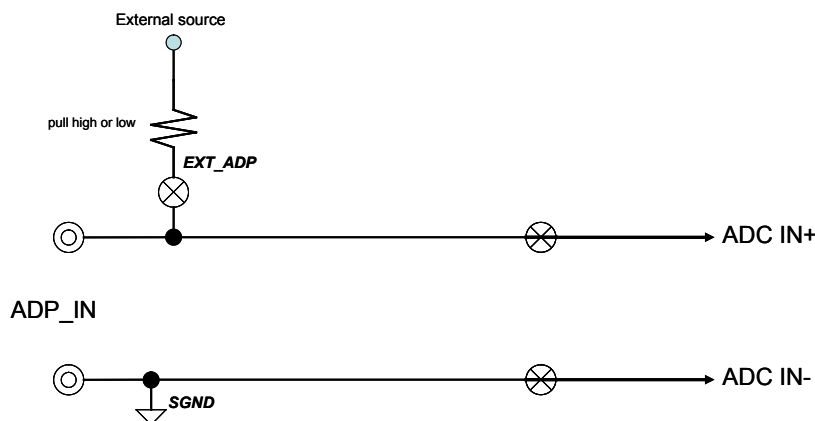 External source
pull high or low
EXT_ADP
ADC IN+
ADP_IN
ADC IN-
SGND